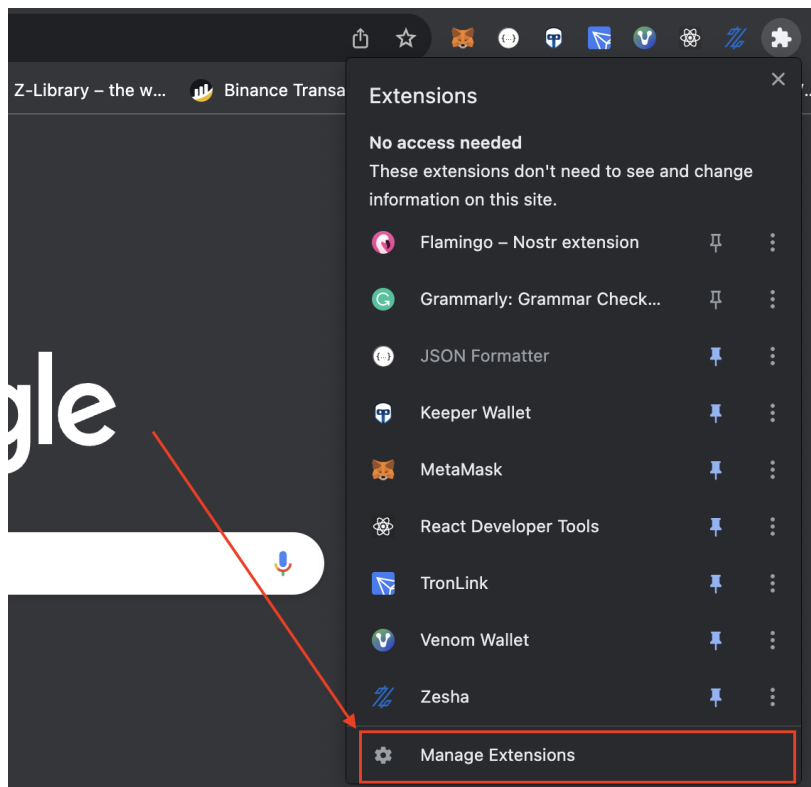 Z-Library – the w...
Binance Transa
Extensions
No access needed
These extensions don't need to see and change
information on this site.
Flamingo – Nostr extension
Grammarly: Grammar Check...
JSON Formatter
Keeper Wallet
MetaMask
React Developer Tools
TronLink
Venom Wallet
Zesha
Manage Extensions
gle